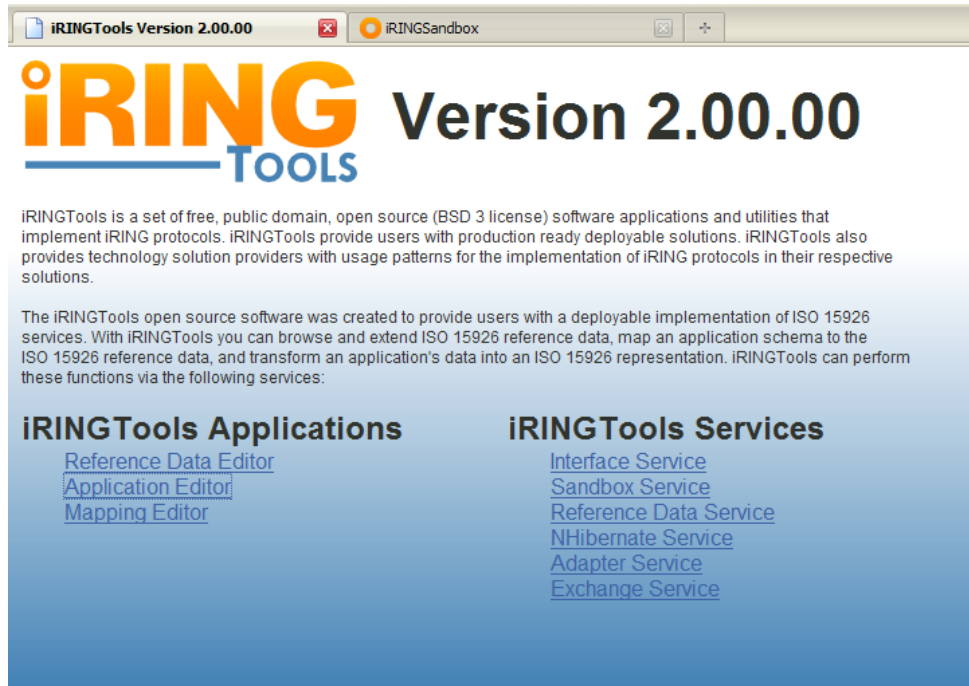 iRINGTools Version 2.00.00
iRINGSandbox
iRING
TOOLS
Version 2.00.00
iRINGTools is a set of free, public domain, open source (BSD 3 license) software applications and utilities that
implement iRING protocols. iRINGTools provide users with production ready deployable solutions. iRINGTools also
provides technology solution providers with usage patterns for the implementation of iRING protocols in their respective
solutions.
The iRINGTools open source software was created to provide users with a deployable implementation of ISO 15926
services. With iRINGTools you can browse and extend ISO 15926 reference data, map an application schema to the
ISO 15926 reference data, and transform an application's data into an ISO 15926 representation. iRINGTools can perform
these functions via the following services:
iRINGTools Applications
Reference Data Editor
Application Editor
Mapping Editor
iRINGTools Services
Interface Service
Sandbox Service
Reference Data Service
NHibernate Service
Adapter Service
Exchange Service